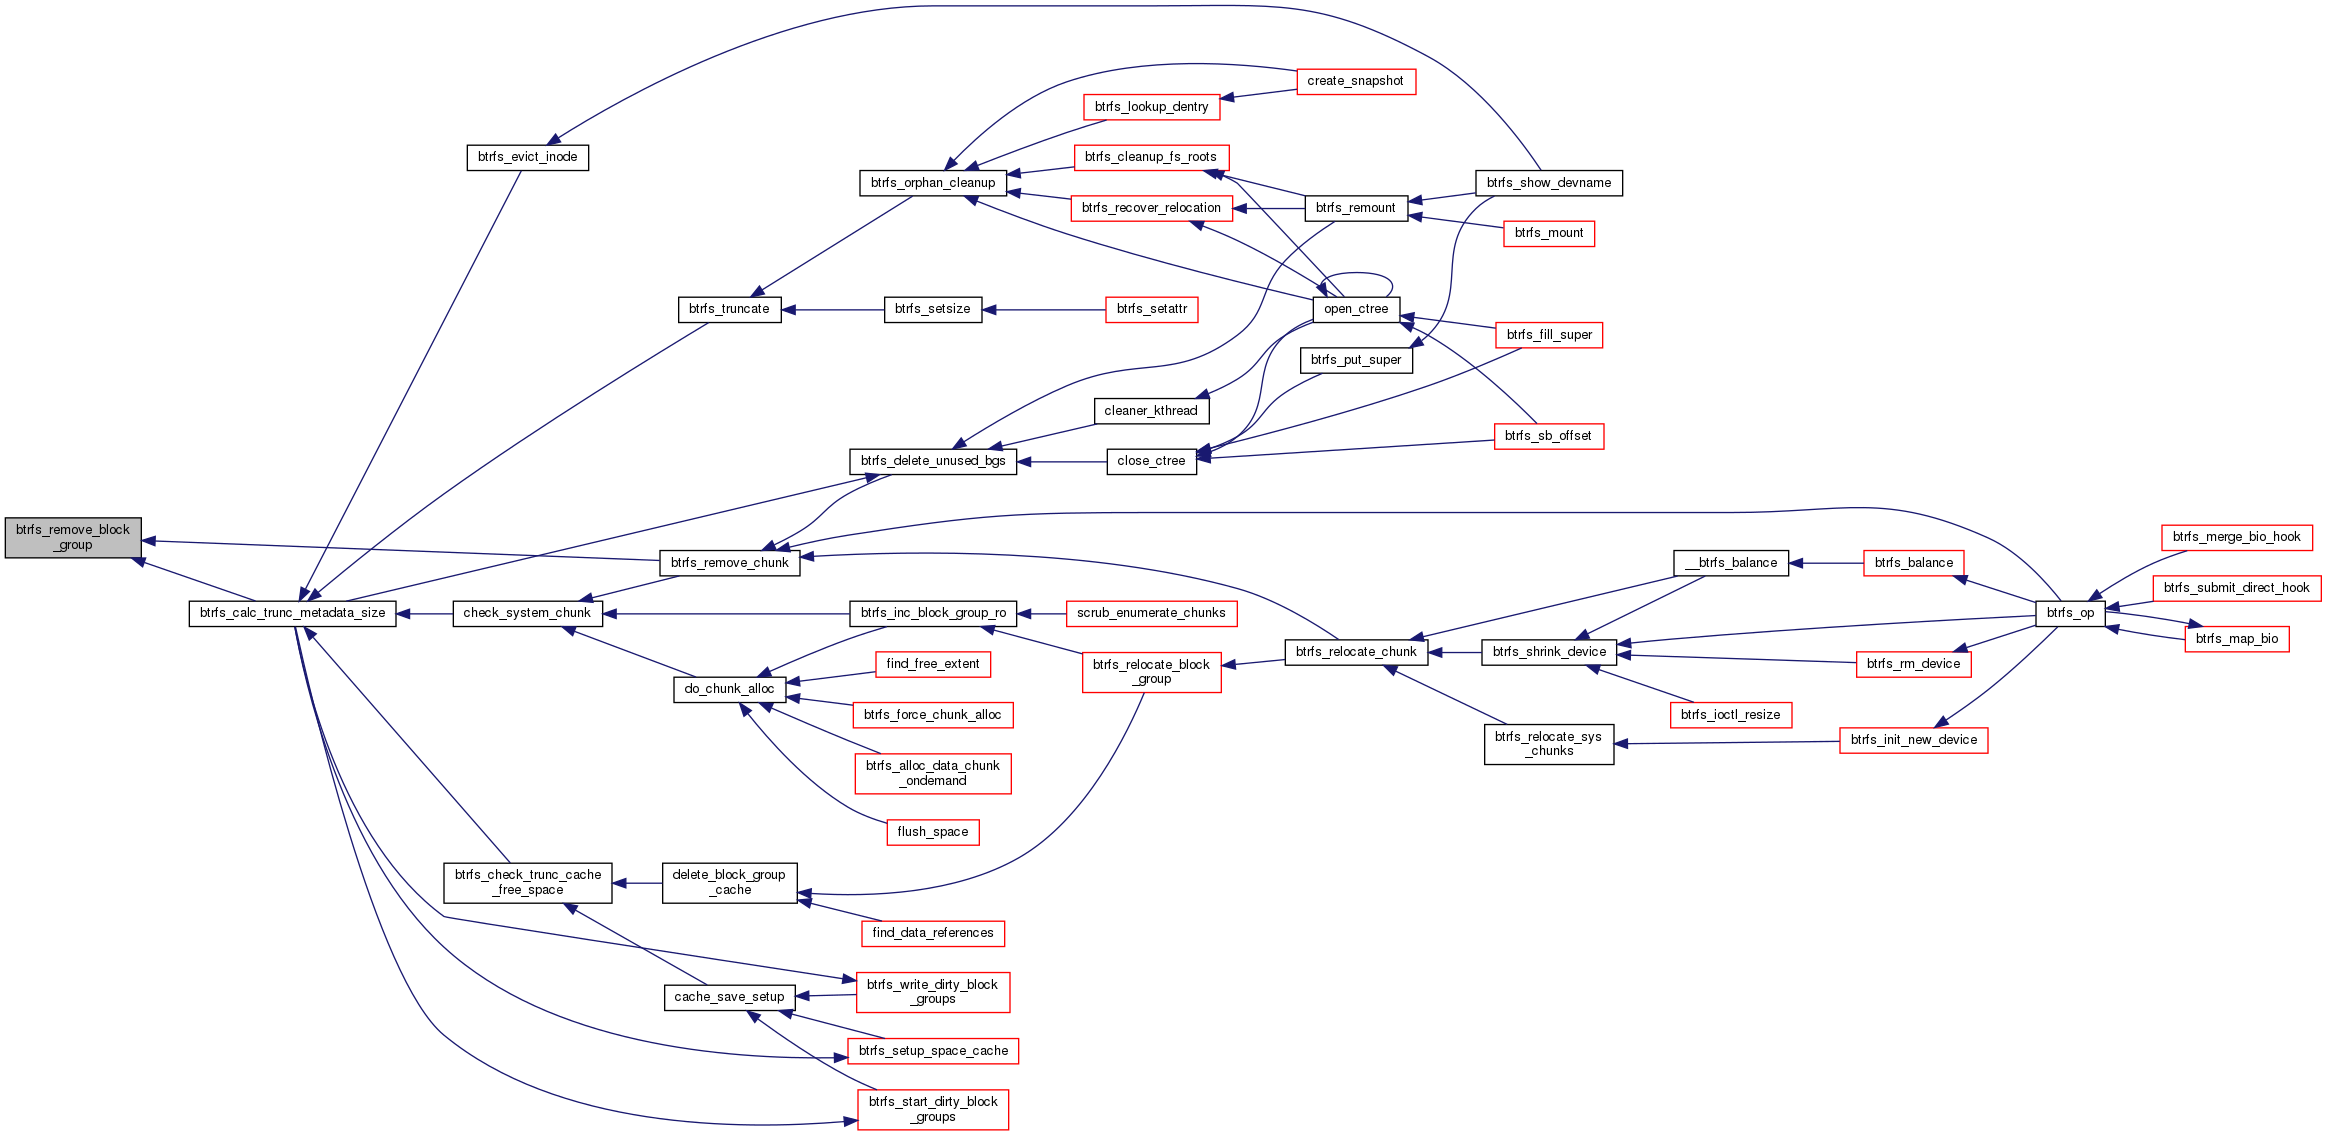 create_snapshot
btrfs_lookup_dentry
btrfs_evict_inode
btrfs_cleanup_fs_roots
btrfs_orphan_cleanup
btrfs_show_devname
btrfs_recover_relocation
btrfs_remount
btrfs_mount
btrfs_truncate
btrfs_setsize
btrfs_setattr
open_ctree
btrfs_fill_super
btrfs_put_super
cleaner_kthread
btrfs_sb_offset
btrfs_delete_unused_bgs
close_ctree
btrfs_remove_block
_group
btrfs_merge_bio_hook
btrfs_remove_chunk
__btrfs_balance
btrfs_balance
btrfs_submit_direct_hook
btrfs_calc_trunc_metadata_size
check_system_chunk
btrfs_inc_block_group_ro
scrub_enumerate_chunks
btrfs_op
btrfs_map_bio
find_free_extent
btrfs_relocate_block
_group
btrfs_relocate_chunk
btrfs_shrink_device
btrfs_rm_device
do_chunk_alloc
btrfs_force_chunk_alloc
btrfs_ioctl_resize
btrfs_relocate_sys
_chunks
btrfs_init_new_device
btrfs_alloc_data_chunk
_ondemand
flush_space
btrfs_check_trunc_cache
_free_space
delete_block_group
_cache
find_data_references
cache_save_setup
btrfs_write_dirty_block
_groups
btrfs_setup_space_cache
btrfs_start_dirty_block
_groups